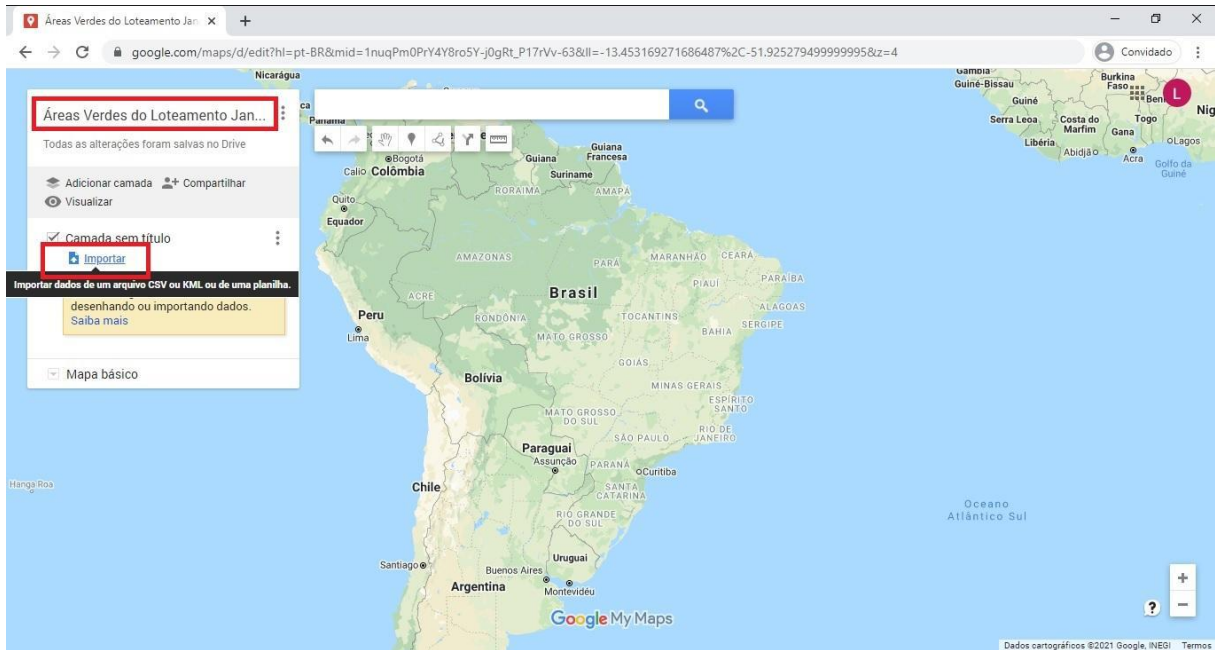 Áreas Verdes do Loteamento Jan
google.com/maps/d/edit?hl=pt-BR&mid=1nuqPm0PrY4Y8ro5Y-j0gRt_P17rVv-63&ll=-13.453169271686487%2C-51.925279499999995&z=4
Convidado
Áreas Verdes do Loteamento Jan...
Todas as alterações foram salvas no Drive
Adicionar camada
Compartilhar
Visualizar
Camada sem título
Importar
Importar dados de um arquivo CSV ou KML ou de uma planilha.
desenhando ou importando dados.
Saiba mais
Mapa básico
Nicarágua
Panamá
Bogotá
Calio
Colômbia
Guiana
Guiana
Francesa
Suriname
Quito
Equador
RORAIMA
AMAPÁ
AMAZONAS
PARÁ
MARANHÃO
CEARÁ
PIAUÍ
PARAÍBA
ACRE
Brasil
ALAGOAS
Peru
RONDÔNIA
TOCANTINS
SERGIPE
Lima
MATO GROSSO
BAHIA
GOIÁS
Bolívia
MINAS GERAIS
ESPÍRITO
SANTO
MATO GROSSO
DO SUL
RIO DE
JANEIRO
SÃO PAULO
Paraguai
Assunção
PARANÁ
Curitiba
Hanga Roa
Chile
SANTA
CATARINA
RIO GRANDE
DO SUL
Oceano
Atlântico Sul
Santiago
Uruguai
Buenos Aires
Argentina
Montevidéu
Gâmbia
Guiné-Bissau
Burkina
Faso
Guiné
Beni
L
Nig
Serra Leoa
Costa do
Marfim
Togo
Gana
Libéria
Lagos
Abidjão
Acra
Golfo da
Guiné
Google My Maps
?
Dados cartográficos ©2021 Google, INEGI
Termos